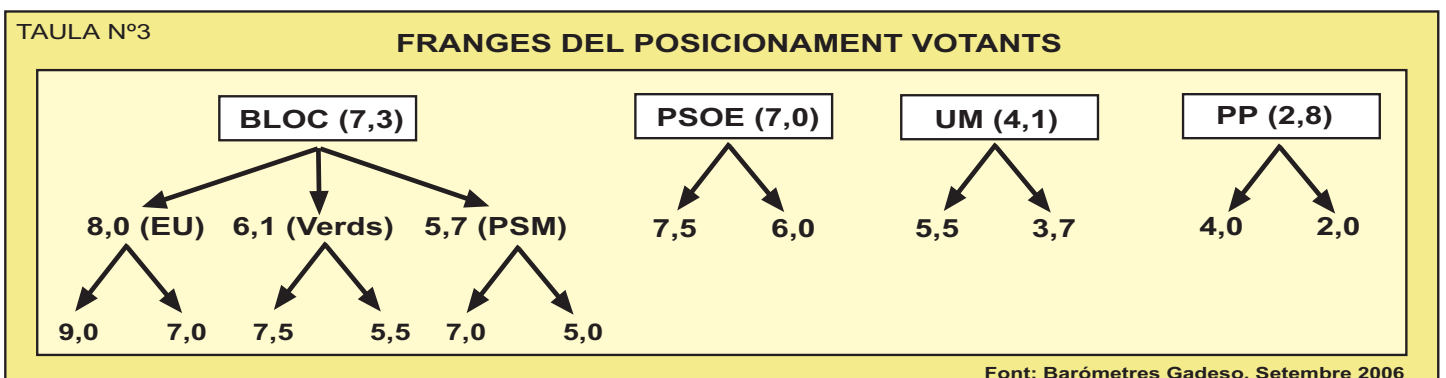 TAULA Nº3
FRANGES DEL POSICIONAMENT VOTANTS
BLOC (7,3) PSOE (7,0) UM (4,1) PP (2,8)
8,0 (EU) 6,1 (Verds) 5,7 (PSM) 7,5 6,0 5,5 3,7 4,0 2,0
9,0 7,0 7,5 5,5 7,0 5,0
Font: Barómetres Gadeso. Setembre 2006